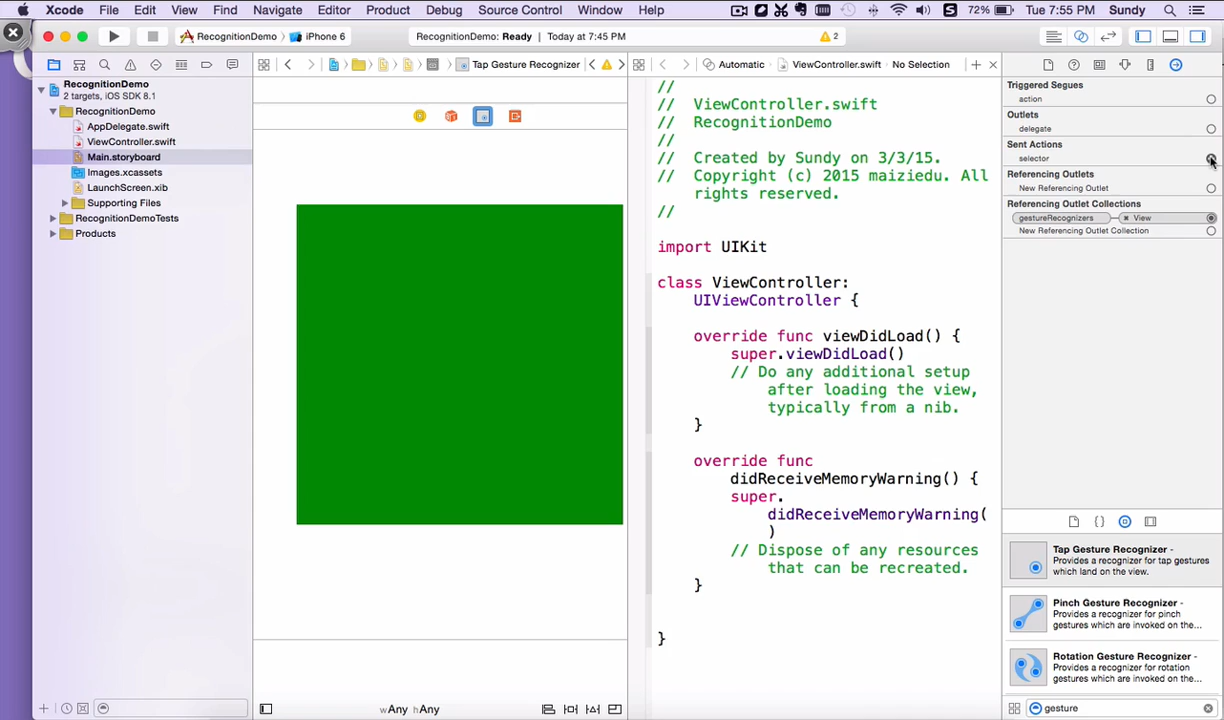 Xcode File Edit View Find Navigate Editor Product Debug Source Control Window Help 72% Tu 7:55 PM Sundy
RecognitionDemo iPhone 6 RecognitionDemo: Ready Today at 7:45 PM 2
Tap Gesture Recognizer Automatic ViewController.swift No Selection
RecognitionDemo
2 targets, iOS SDK 8.1
RecognitionDemo
AppDelegate.swift
ViewController.swift
Main.storyboard
Images.xcassets
LaunchScreen.xib
Supporting Files
RecognitionDemoTests
Products
wAny hAny
//
// ViewController.swift
// RecognitionDemo
//
// Created by Sundy on 3/3/15.
// Copyright (c) 2015 maiziedu. All
rights reserved.
//
import UIKit
class ViewController:
UIViewController {
override func viewDidLoad() {
super.viewDidLoad()
// Do any additional setup
after loading the view,
typically from a nib.
}
override func
didReceiveMemoryWarning() {
super.
didReceiveMemoryWarning(
)
// Dispose of any resources
that can be recreated.
}
}
Triggered Segues
action
Outlets
delegate
Sent Actions
selector
Referencing Outlets
New Referencing Outlet
Referencing Outlet Collections
gestureRecognizers View
New Referencing Outlet Collection
Tap Gesture Recognizer -
Provides a recognizer for tap gestures
which land on the view.
Pinch Gesture Recognizer -
Provides a recognizer for pinch
gestures which are invoked on the...
Rotation Gesture Recognizer -
Provides a recognizer for rotation
gestures which are invoked on the...
gesture